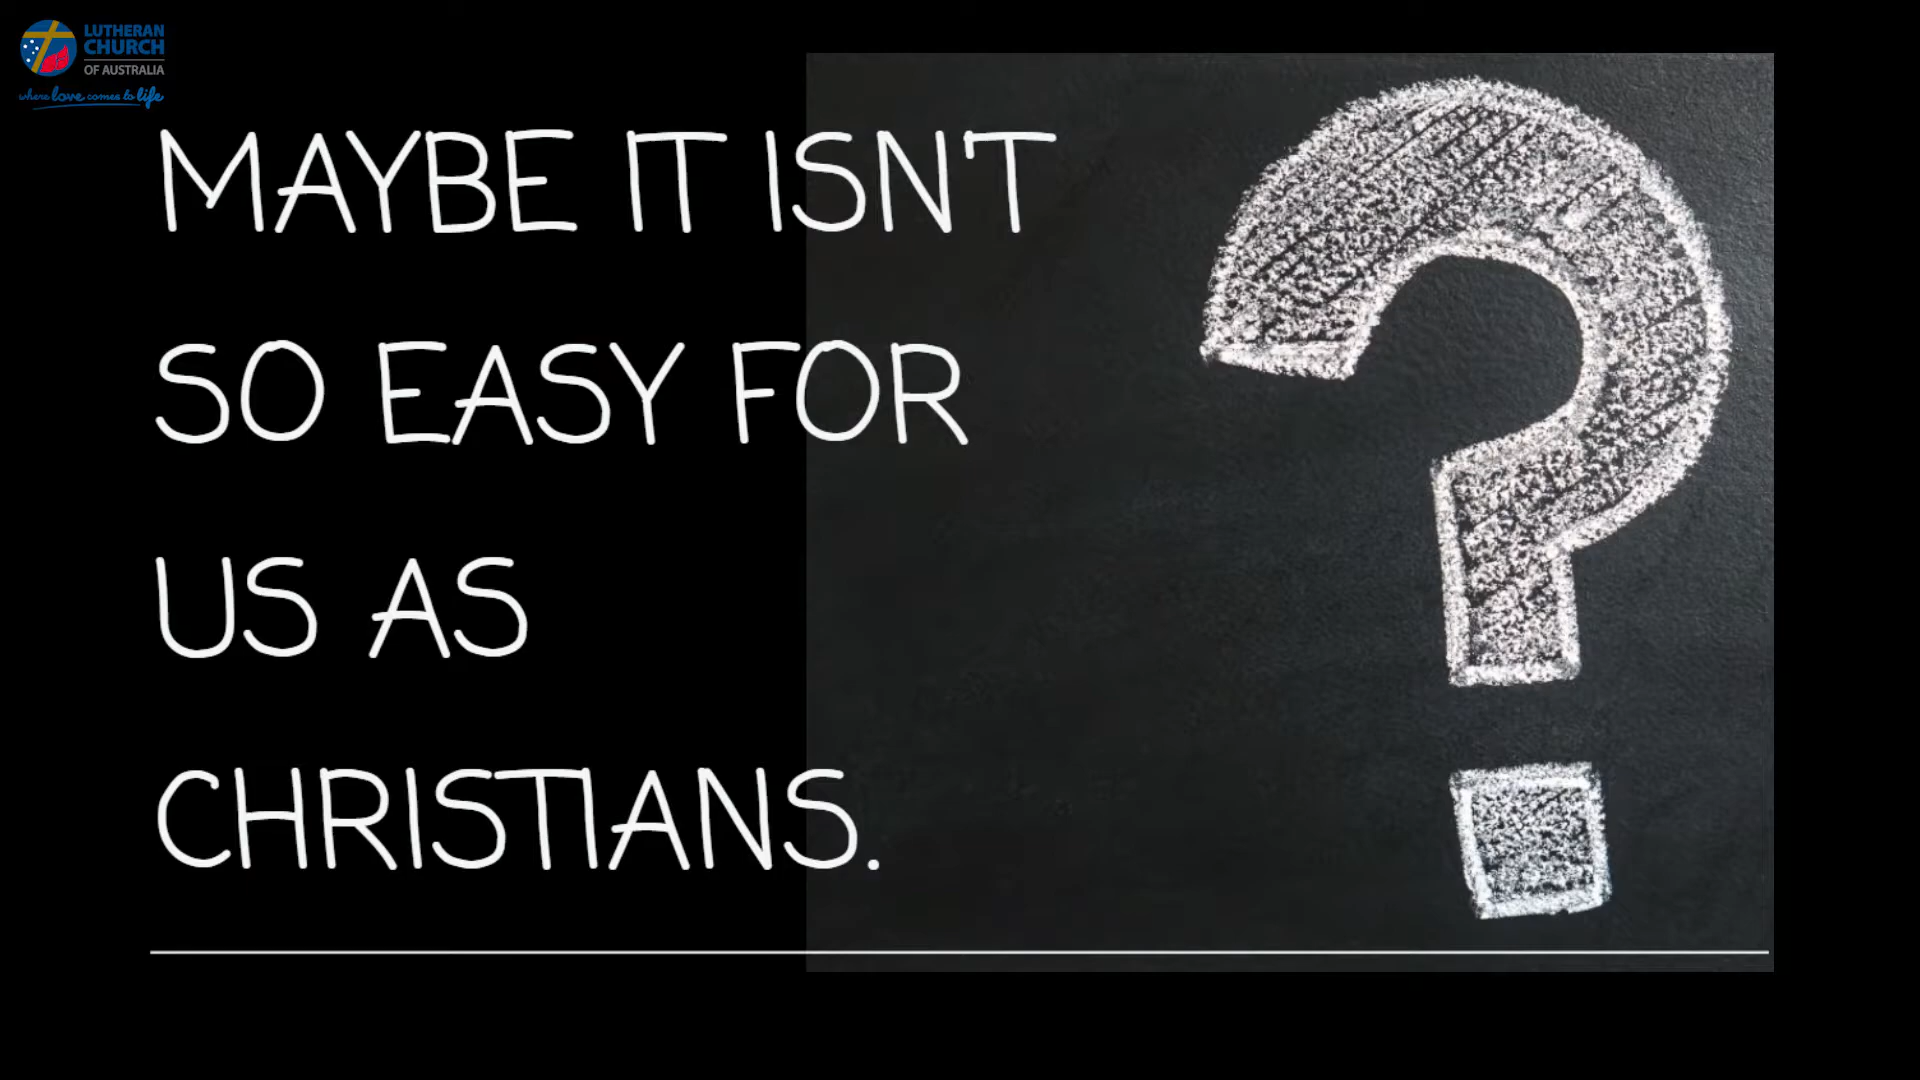 LUTHERAN
CHURCH
OF AUSTRALIA
where love comes to life
MAYBE IT ISN'T
SO EASY FOR
US AS
CHRISTIANS.
?